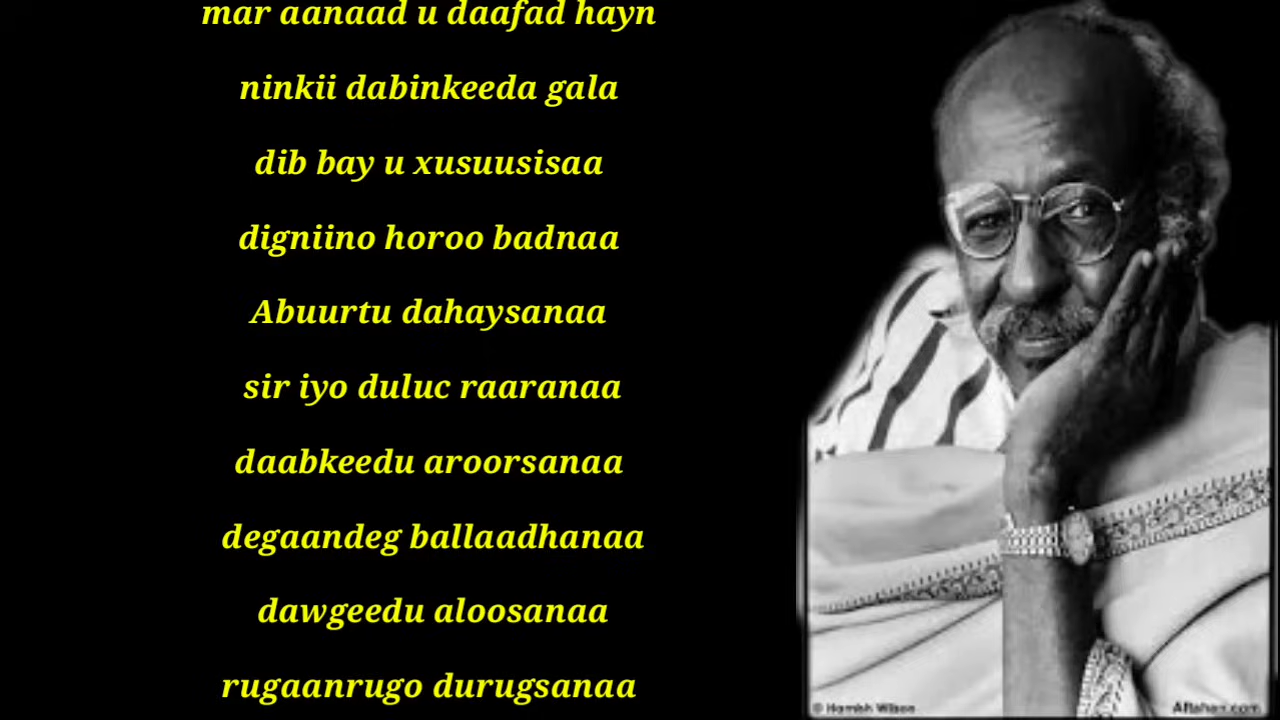 mar aanaad u daafad hayn
ninkii dabinkeeda gala
dib bay u xusuusisaa
digniino horoo badnaa
Abuurtu dahaysanaa
sir iyo duluc raaranaa
daabkeedu aroorsanaa
degaandeg ballaadhanaa
dawgeedu aloosanaa
rugaanrugo durugsanaa
© Hamish Wilson
Aftahan.com